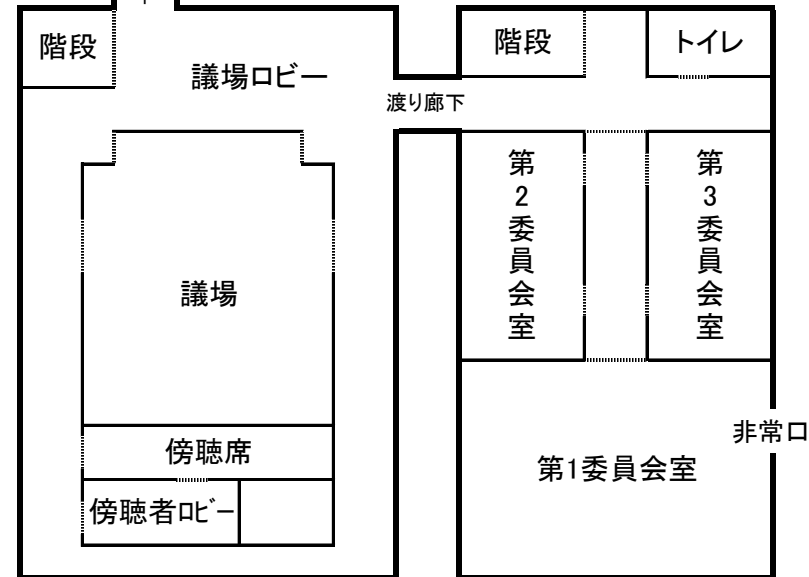 階段
議場ロビー
渡り廊下
階段
トイレ
第2委員会室
第3委員会室
議場
傍聴席
傍聴者ロビー
第1委員会室
非常口